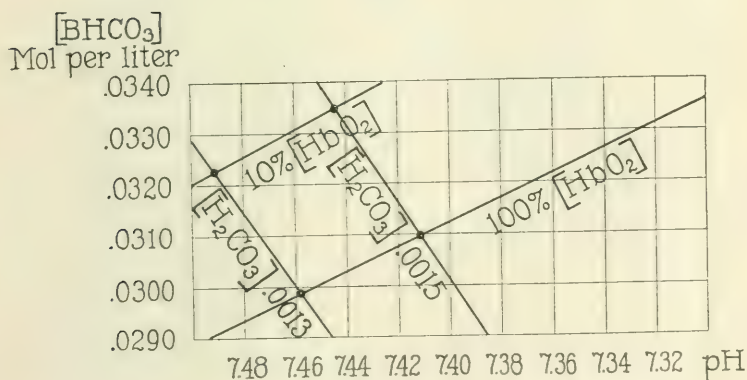 [BHCO₃]
Mol per liter
.0340
.0330
.0320
.0310
.0300
.0290
10% [HbO₂]
[H₂CO₃] .0013
[H₂CO₃] .0015
100% [HbO₂]
7.48 7.46 7.44 7.42 7.40 7.38 7.36 7.34 7.32 pH